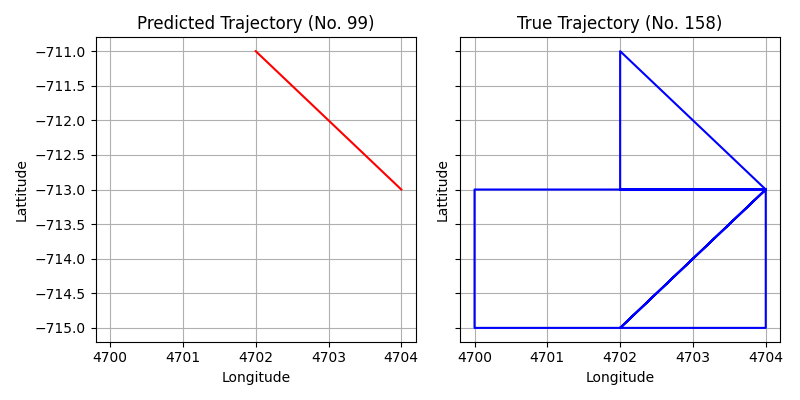 Predicted Trajectory (No. 99)
True Trajectory (No. 158)
Lattitude
−711.0
−711.5
−712.0
−712.5
−713.0
−713.5
−714.0
−714.5
−715.0
4700 4701 4702 4703 4704
Longitude
Lattitude
4700 4701 4702 4703 4704
Longitude